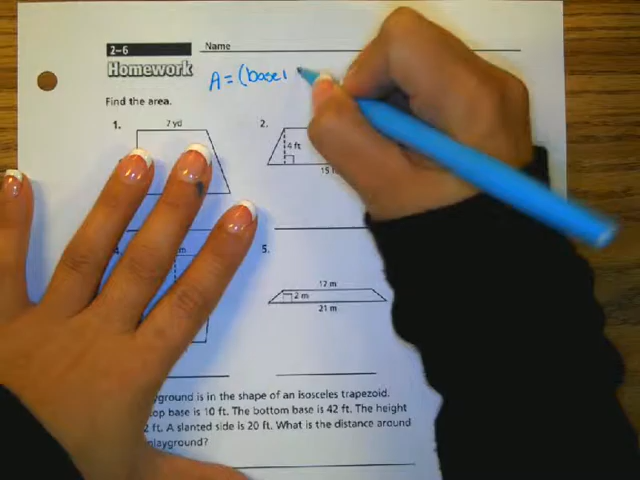 2-6
Name
Homework
A = (base1
Find the area.
1.
7 yd
2.
4 ft
15
4.
m
5.
17 m
2 m
21 m
yground is in the shape of an isosceles trapezoid.
op base is 10 ft. The bottom base is 42 ft. The height
2 ft. A slanted side is 20 ft. What is the distance around
playground?